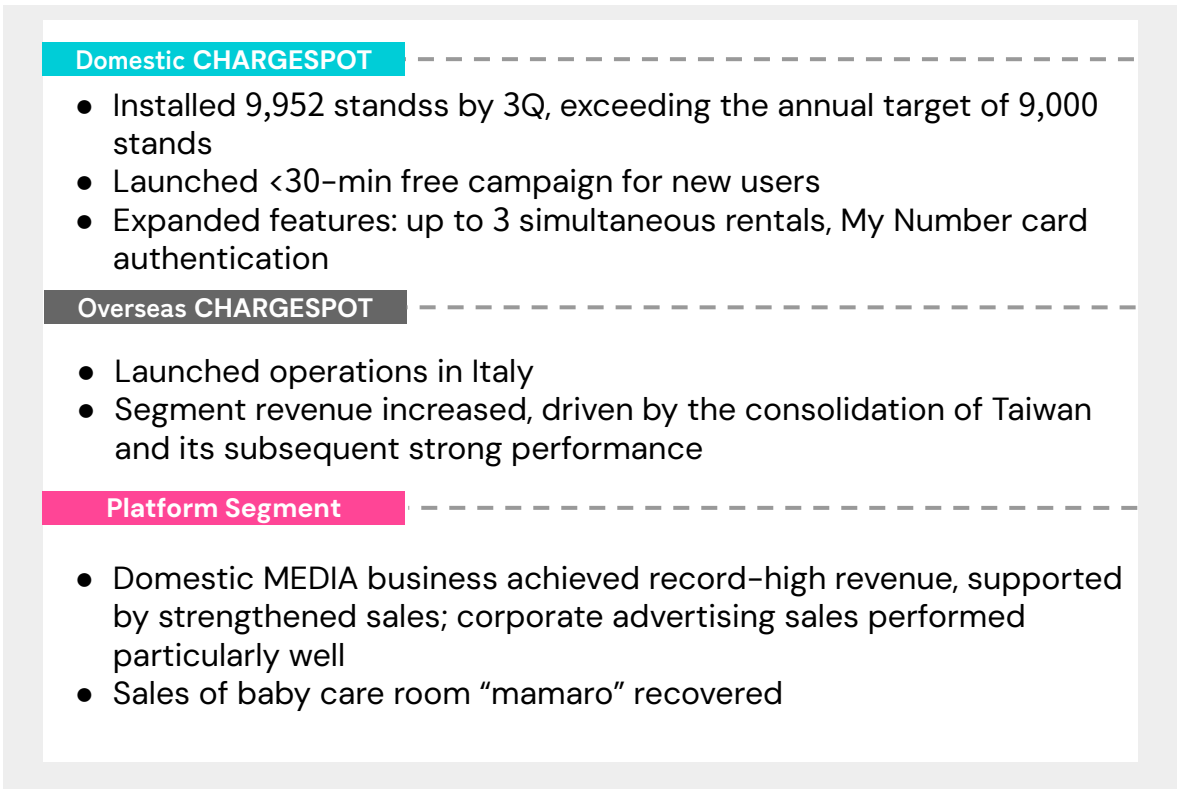 Domestic CHARGESPOT
● Installed 9,952 standss by 3Q, exceeding the annual target of 9,000
stands
● Launched <30-min free campaign for new users
● Expanded features: up to 3 simultaneous rentals, My Number card
authentication
Overseas CHARGESPOT
● Launched operations in Italy
● Segment revenue increased, driven by the consolidation of Taiwan
and its subsequent strong performance
Platform Segment
● Domestic MEDIA business achieved record-high revenue, supported
by strengthened sales; corporate advertising sales performed
particularly well
● Sales of baby care room “mamaro” recovered